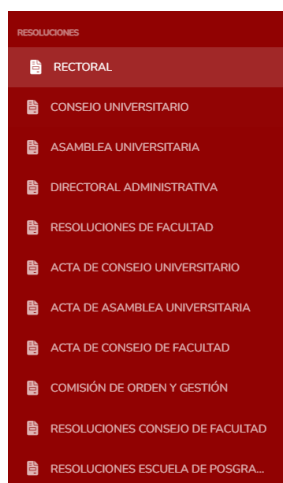 RESOLUCIONES
RECTORAL
CONSEJO UNIVERSITARIO
ASAMBLEA UNIVERSITARIA
DIRECTORAL ADMINISTRATIVA
RESOLUCIONES DE FACULTAD
ACTA DE CONSEJO UNIVERSITARIO
ACTA DE ASAMBLEA UNIVERSITARIA
ACTA DE CONSEJO DE FACULTAD
COMISIÓN DE ORDEN Y GESTIÓN
RESOLUCIONES CONSEJO DE FACULTAD
RESOLUCIONES ESCUELA DE POSGRA...